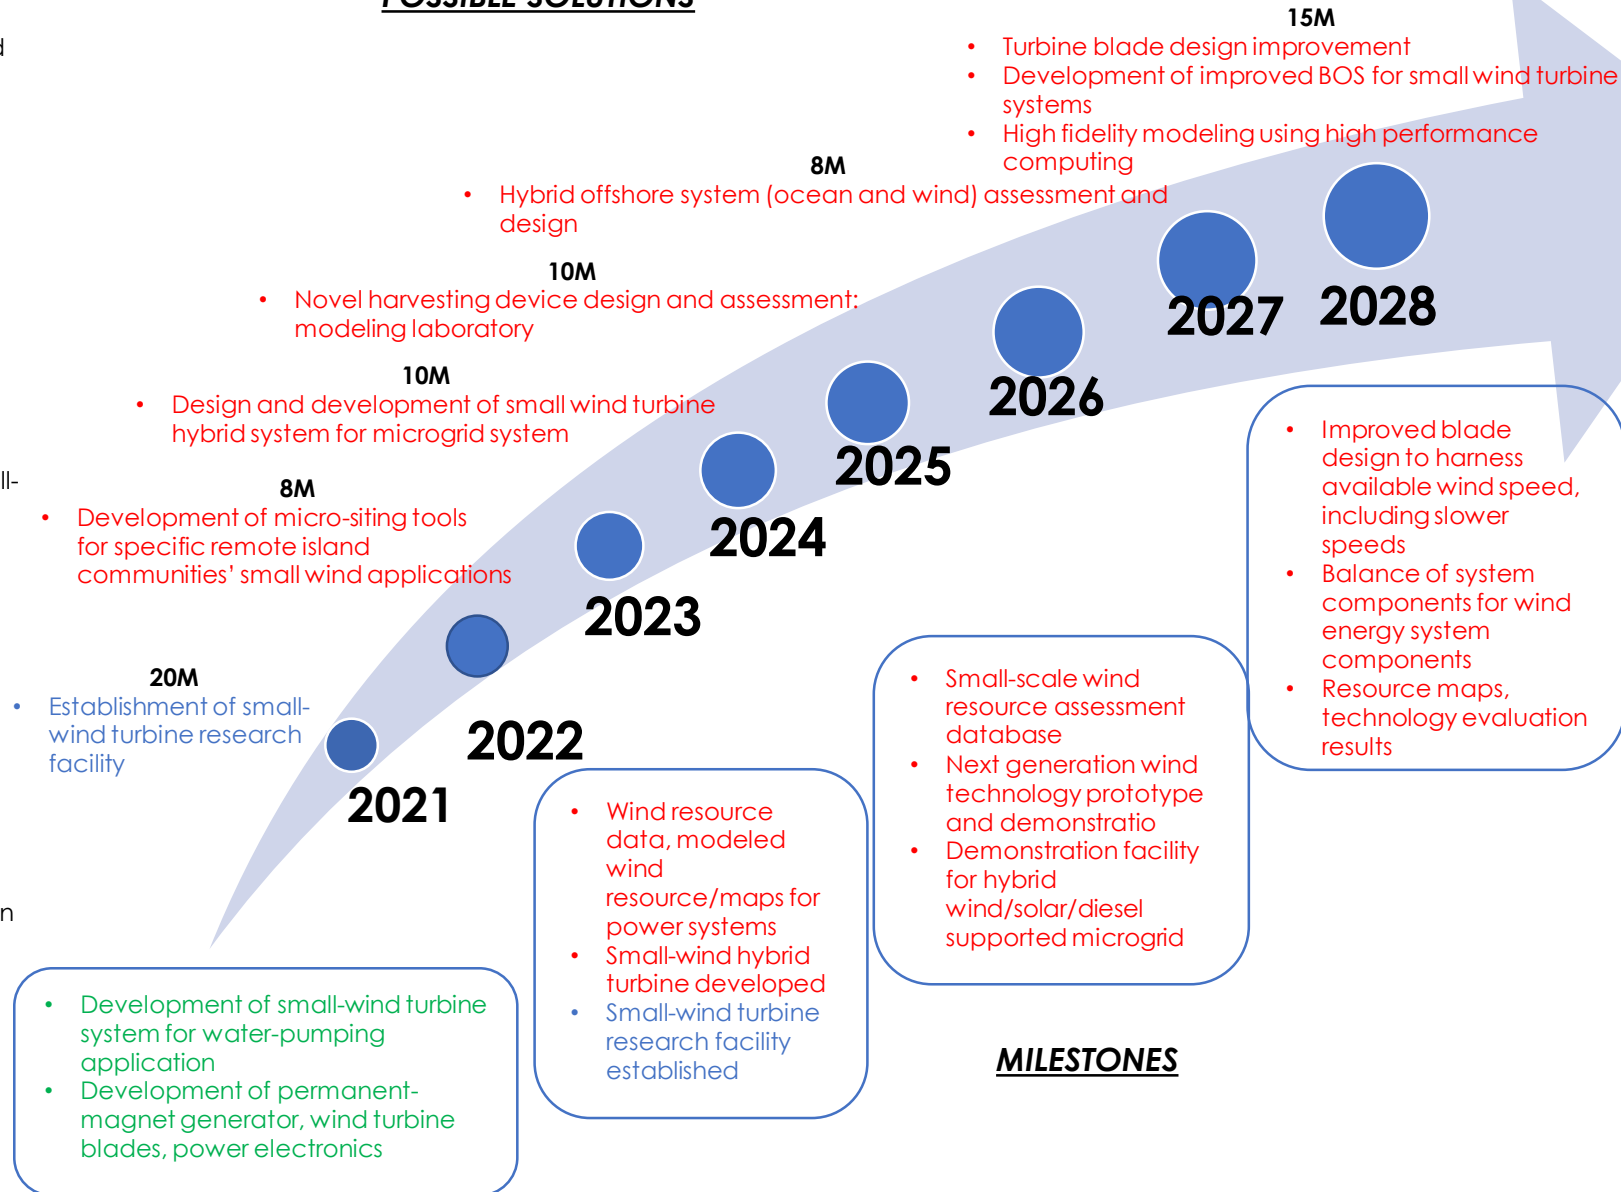 POSSIBLE SOLUTIONS
15M
• Turbine blade design improvement
• Development of improved BOS for small wind turbine
systems
• High fidelity modeling using high performance
computing
8M
• Hybrid offshore system (ocean and wind) assessment and
design
10M
• Novel harvesting device design and assessment:
modeling laboratory
10M
• Design and development of small wind turbine
hybrid system for microgrid system
ll-
8M
• Development of micro-siting tools
for specific remote island
communities’ small wind applications
20M
• Establishment of small-
wind turbine research
facility
2021
2022
2023
2024
2025
2026
2027
2028
n
• Development of small-wind turbine
system for water-pumping
application
• Development of permanent-
magnet generator, wind turbine
blades, power electronics
• Wind resource
data, modeled
wind
resource/maps for
power systems
• Small-wind hybrid
turbine developed
• Small-wind turbine
research facility
established
• Small-scale wind
resource assessment
database
• Next generation wind
technology prototype
and demonstratio
• Demonstration facility
for hybrid
wind/solar/diesel
supported microgrid
• Improved blade
design to harness
available wind speed,
including slower
speeds
• Balance of system
components for wind
energy system
components
• Resource maps,
technology evaluation
results
MILESTONES